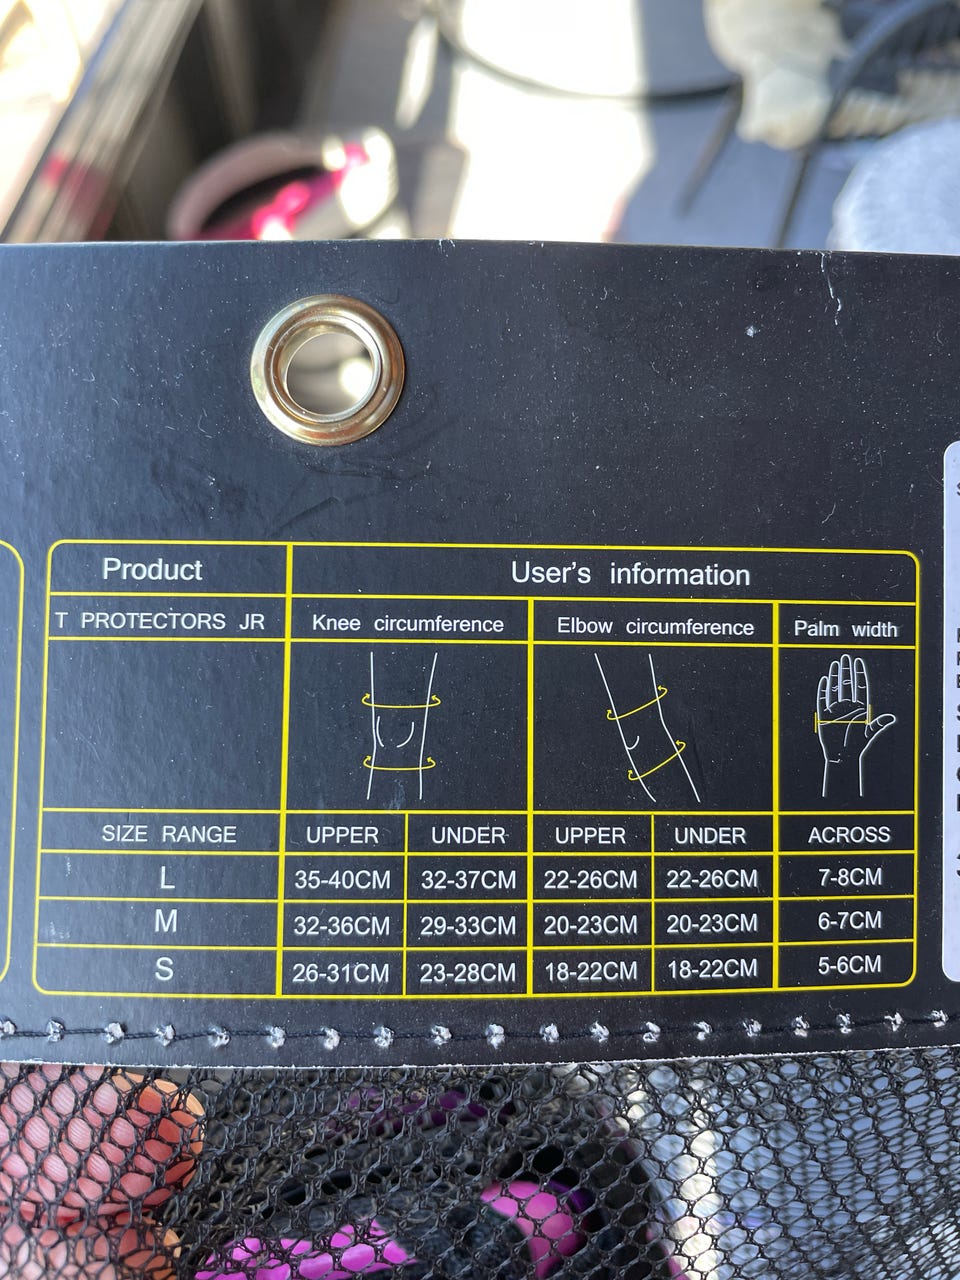 Product User's information
T PROTECTORS JR Knee circumference Elbow circumference Palm width
SIZE RANGE UPPER UNDER UPPER UNDER ACROSS
L 35-40CM 32-37CM 22-26CM 22-26CM 7-8CM
M 32-36CM 29-33CM 20-23CM 20-23CM 6-7CM
S 26-31CM 23-28CM 18-22CM 18-22CM 5-6CM